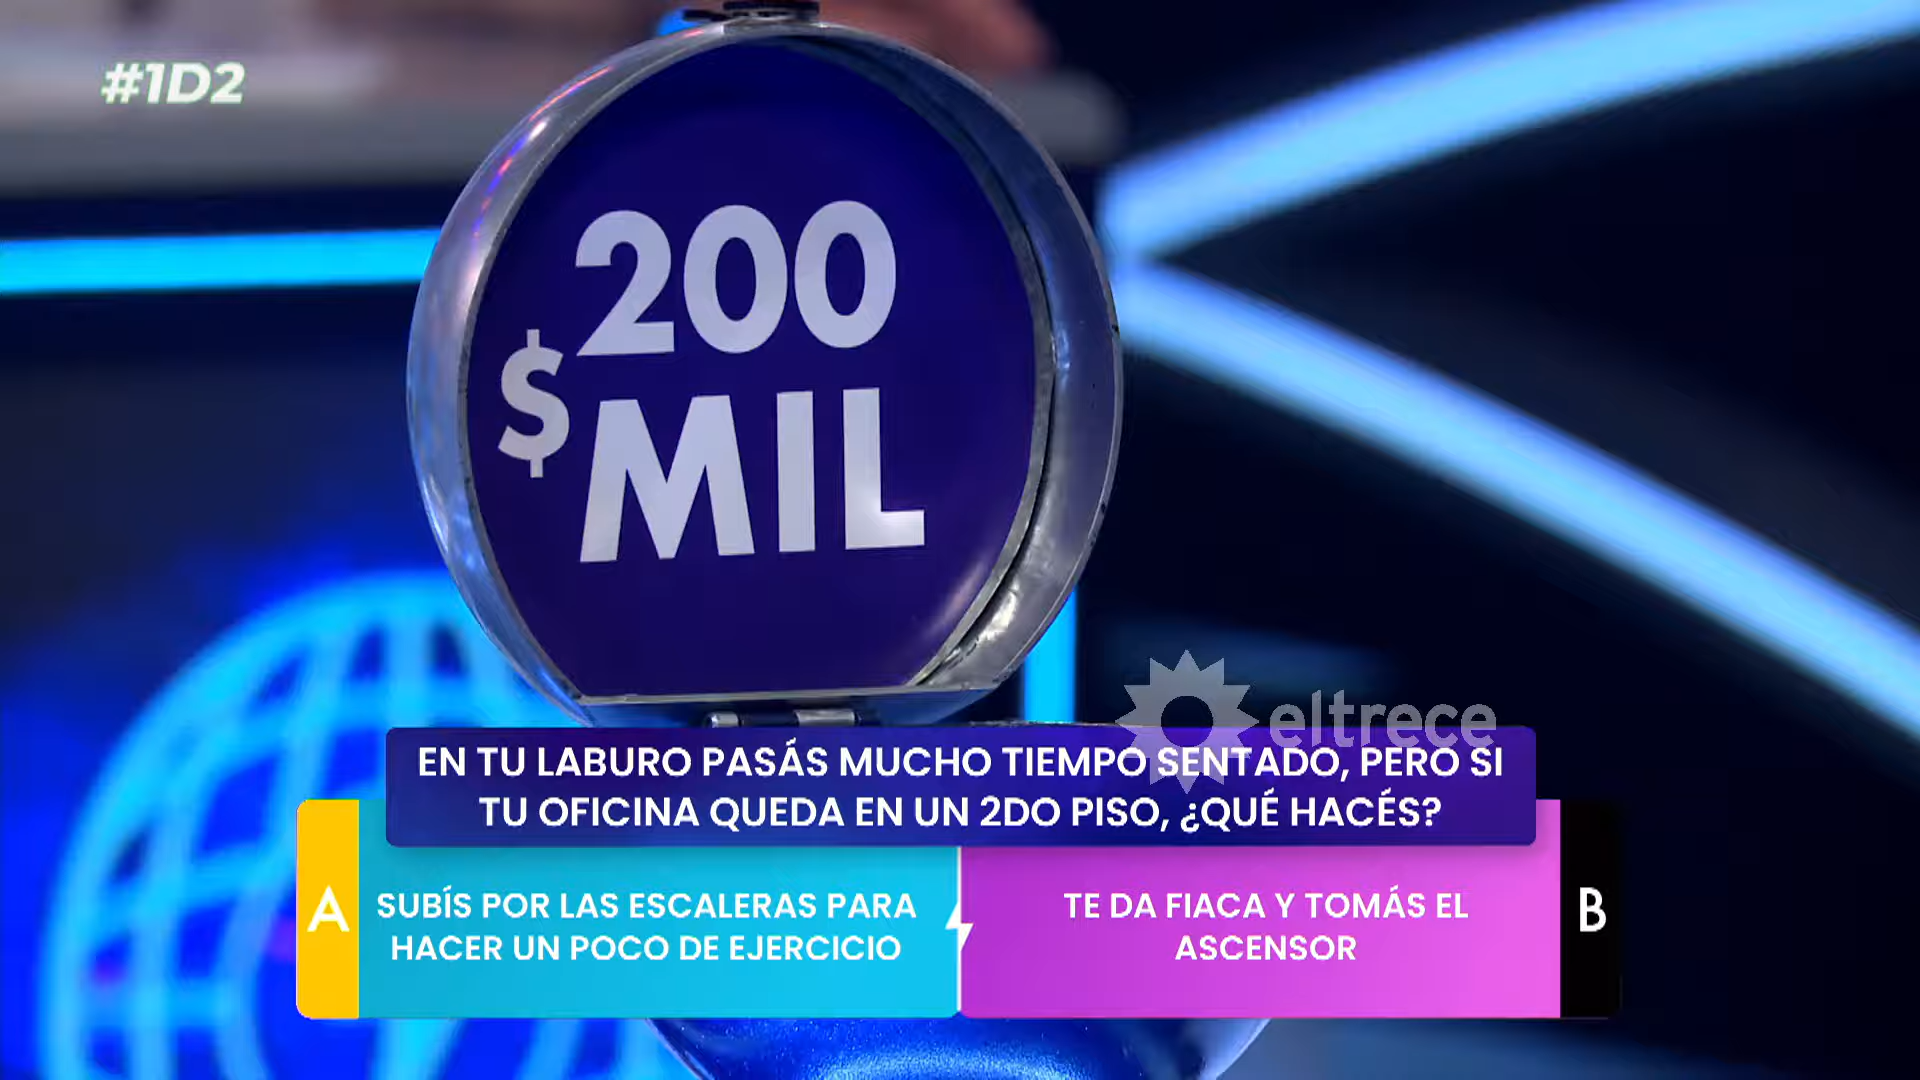 #1D2
200
$ MIL
eltrece
EN TU LABURO PASÁS MUCHO TIEMPO SENTADO, PERO SI
TU OFICINA QUEDA EN UN 2DO PISO, ¿QUÉ HACÉS?
A
SUBÍS POR LAS ESCALERAS PARA
HACER UN POCO DE EJERCICIO
TE DA FIACA Y TOMÁS EL
ASCENSOR
B